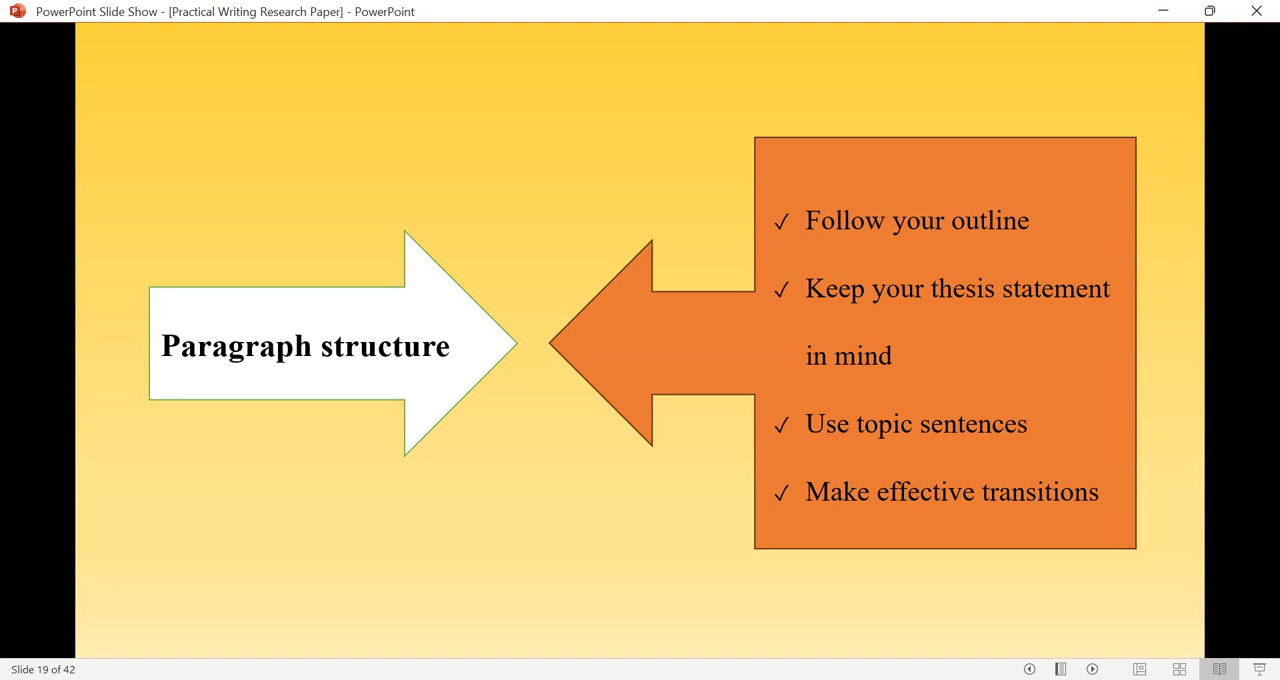 PowerPoint Slide Show - [Practical Writing Research Paper] - PowerPoint
Paragraph structure
✓ Follow your outline
✓ Keep your thesis statement
in mind
✓ Use topic sentences
✓ Make effective transitions
Slide 19 of 42